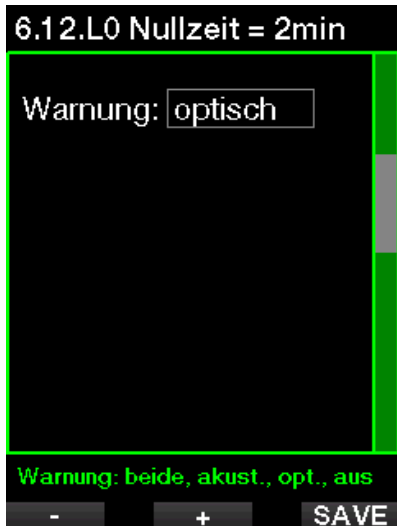 6.12.L0 Nullzeit = 2min
Warnung: optisch
Warnung: beide, akust., opt., aus
- + SAVE